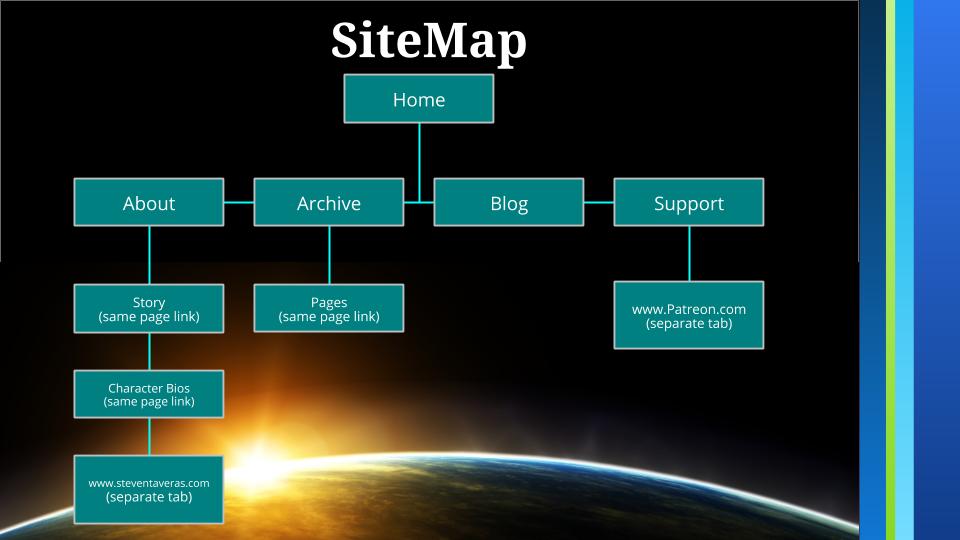 SiteMap
Home
About
Archive
Blog
Support
Story
(same page link)
Pages
(same page link)
www.Patreon.com
(separate tab)
Character Bios
(same page link)
www.steventaveras.com
(separate tab)